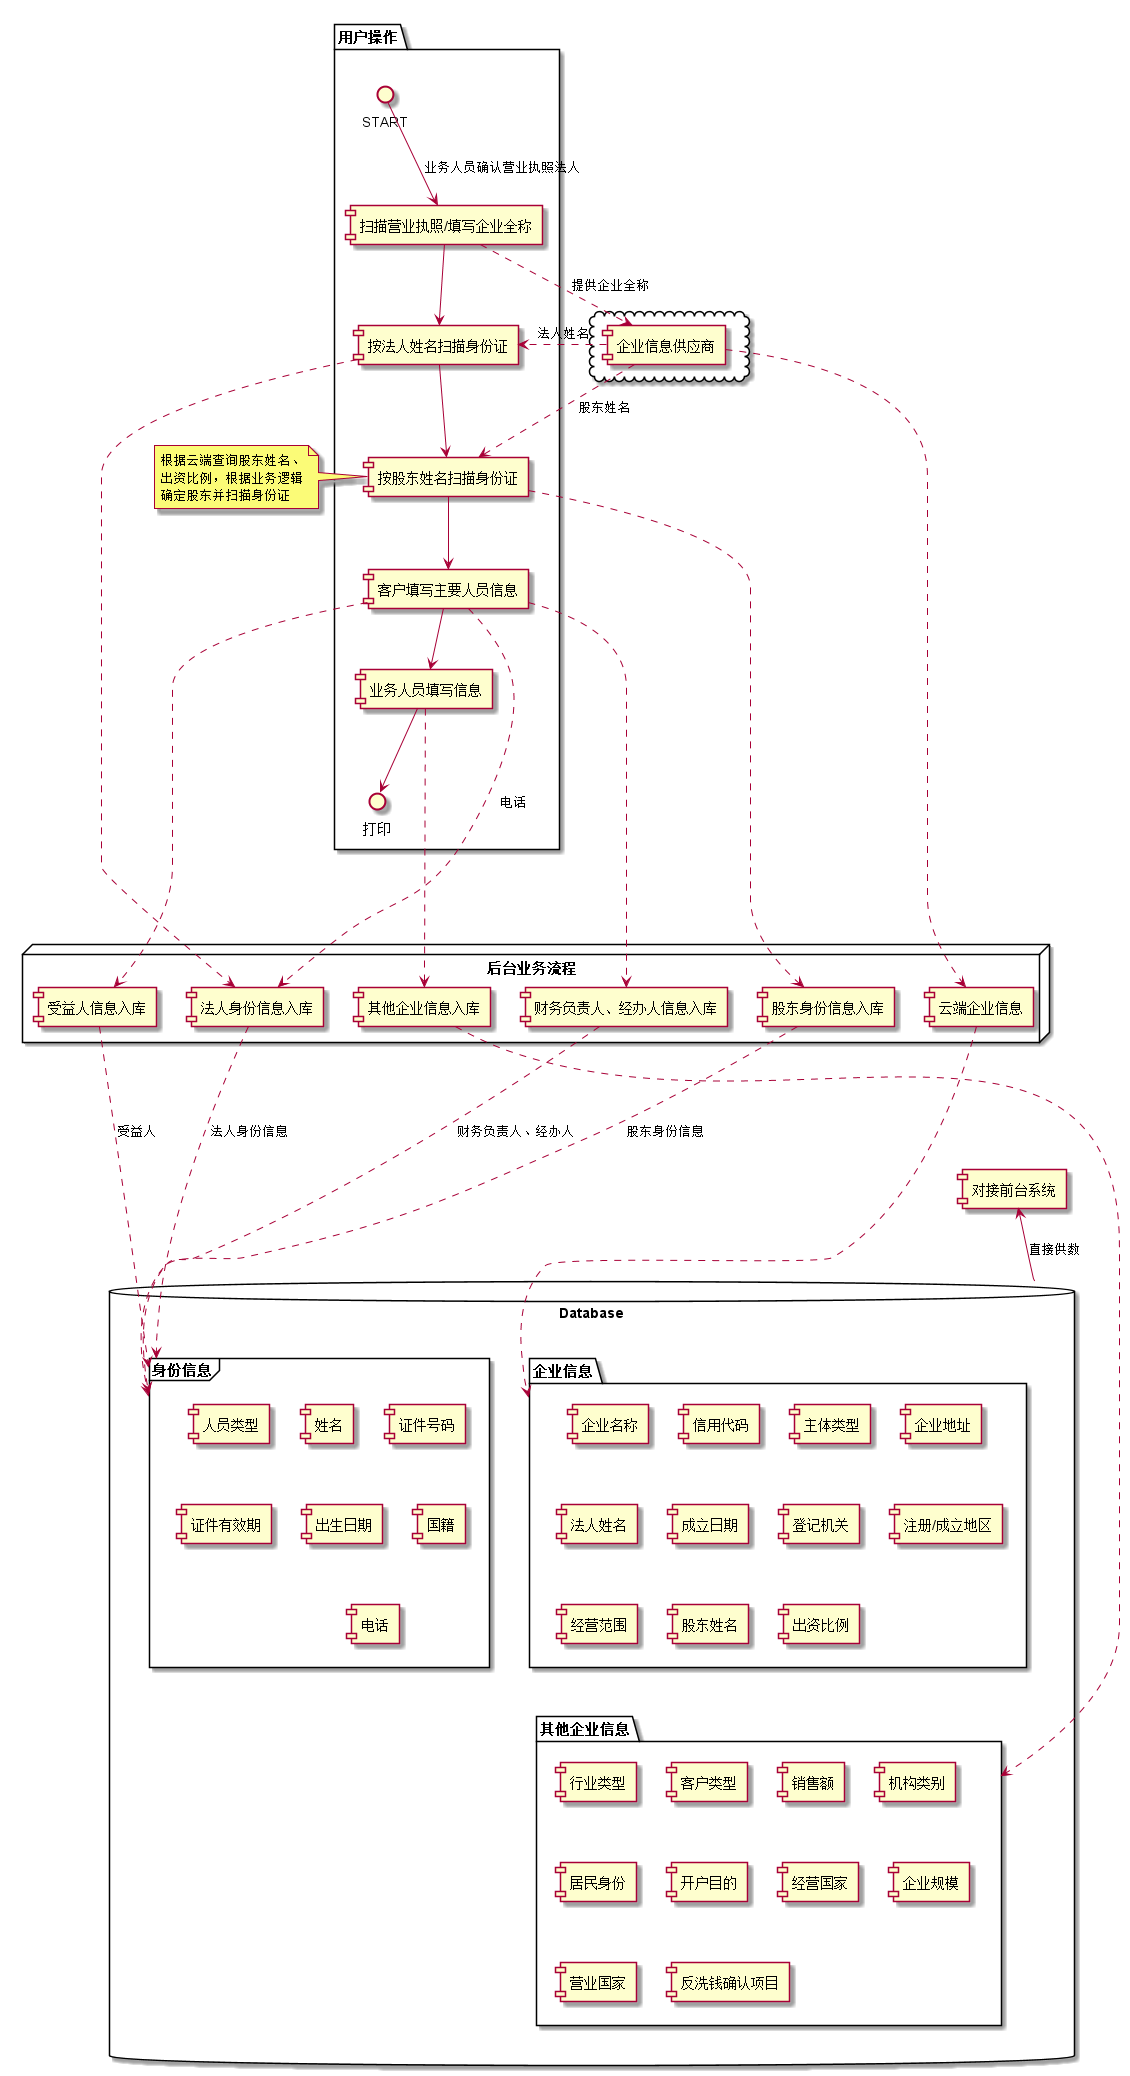 用户操作
START
业务人员确认营业执照法人
扫描营业执照/填写企业全称
提供企业全称
法人姓名
按法人姓名扫描身份证
企业信息供应商
股东姓名
根据云端查询股东姓名、
出资比例，根据业务逻辑
确定股东并扫描身份证
按股东姓名扫描身份证
客户填写主要人员信息
业务人员填写信息
电话
打印
后台业务流程
受益人信息入库
法人身份信息入库
其他企业信息入库
财务负责人、经办人信息入库
股东身份信息入库
云端企业信息
受益人
法人身份信息
财务负责人、经办人
股东身份信息
对接前台系统
直接供数
Database
身份信息
企业信息
人员类型
姓名
证件号码
企业名称
信用代码
主体类型
企业地址
证件有效期
出生日期
国籍
法人姓名
成立日期
登记机关
注册/成立地区
电话
经营范围
股东姓名
出资比例
其他企业信息
行业类型
客户类型
销售额
机构类别
居民身份
开户目的
经营国家
企业规模
营业国家
反洗钱确认项目